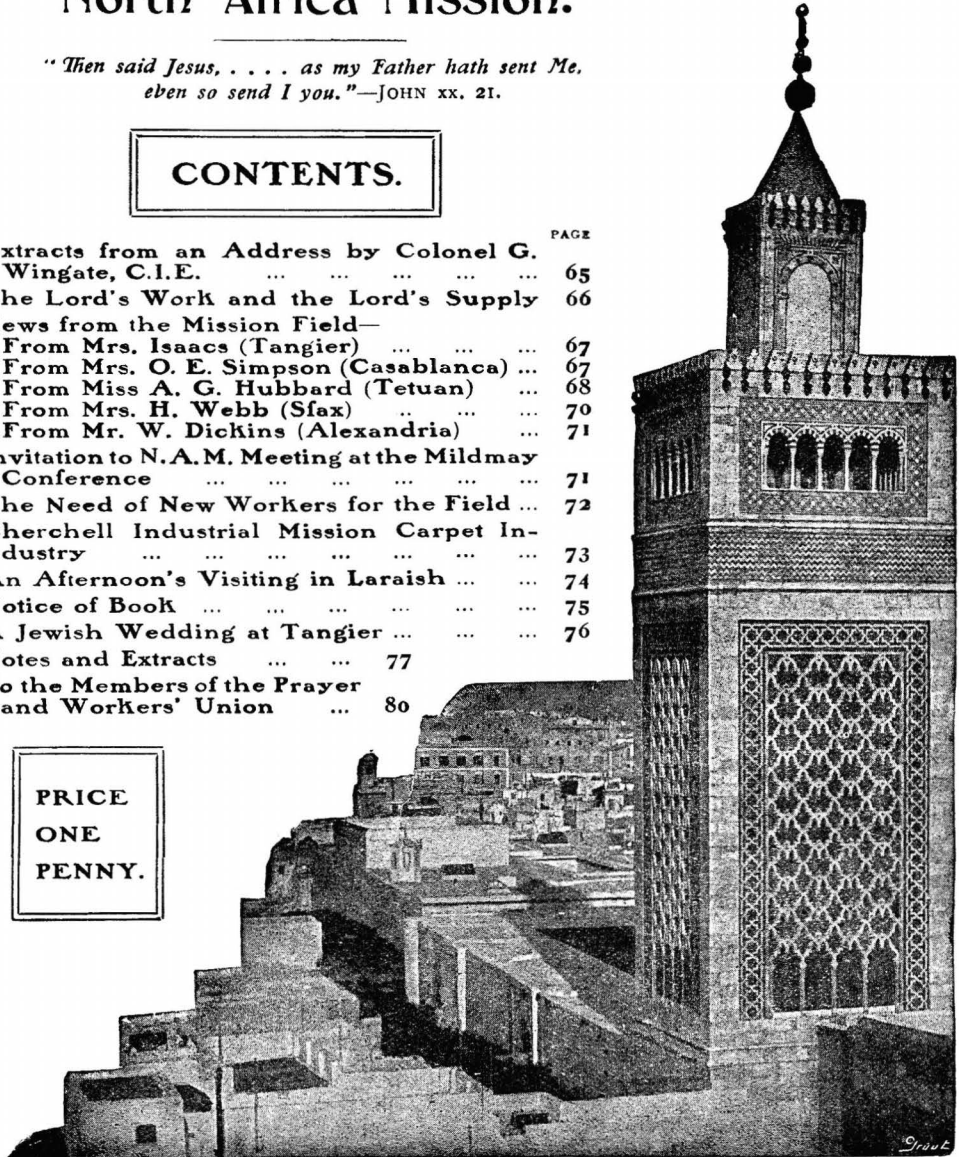 North Africa Mission.
"Then said Jesus, . . . . as my Father hath sent Me,
even so send I you."—JOHN xx. 21.
CONTENTS.
PAGE
xtracts from an Address by Colonel G.
Wingate, C.I.E. ... ... ... ... ... 65
he Lord's Work and the Lord's Supply 66
ews from the Mission Field—
From Mrs. Isaacs (Tangier) ... ... ... 67
From Mrs. O. E. Simpson (Casablanca) ... 67
From Miss A. G. Hubbard (Tetuan) ... 68
From Mrs. H. Webb (Sfax) .. ... ... 70
From Mr. W. Dickins (Alexandria) ... 71
nvitation to N.A.M. Meeting at the Mildmay
Conference ... ... ... ... ... ... 71
he Need of New Workers for the Field ... 72
herchell Industrial Mission Carpet In-
dustry ... ... ... ... ... ... ... 73
An Afternoon's Visiting in Laraish ... ... 74
otice of Book ... ... ... ... ... ... 75
A Jewish Wedding at Tangier ... ... ... 76
otes and Extracts ... ... 77
o the Members of the Prayer
and Workers' Union ... 80
PRICE
ONE
PENNY.
Grout